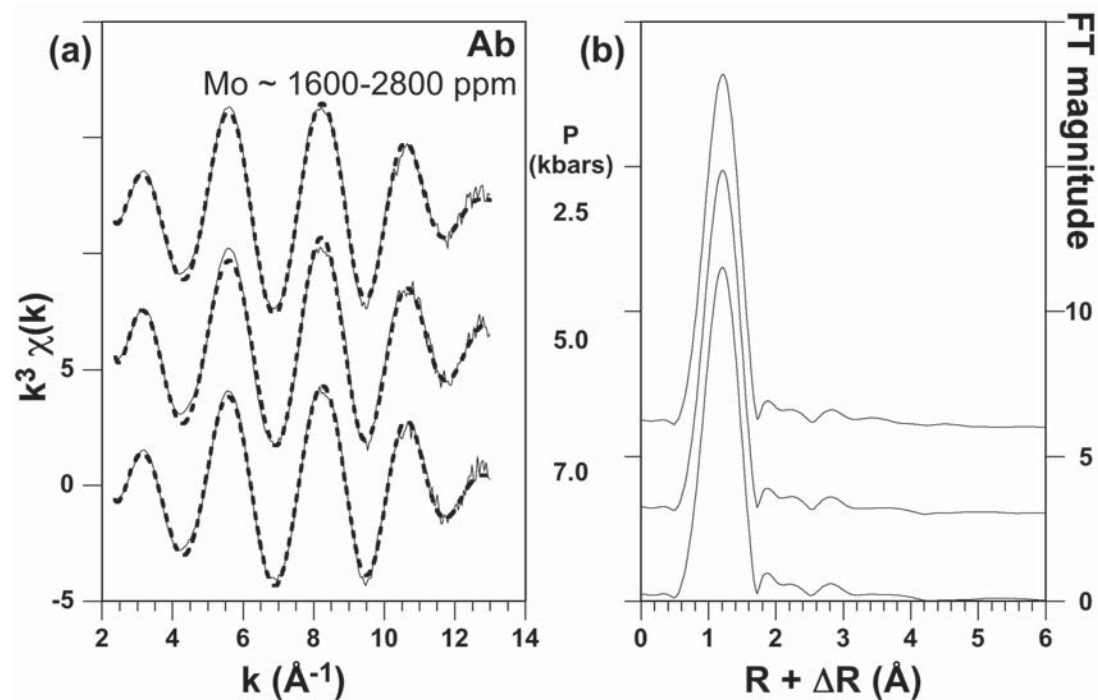 (a)
Ab
Mo ~ 1600-2800 ppm
k³ χ(k)
5
0
-5
2 4 6 8 10 12 14
k (Å⁻¹)
P
(kbars)
2.5
5.0
7.0
(b)
FT magnitude
10
5
0
0 1 2 3 4 5 6
R + ΔR (Å)